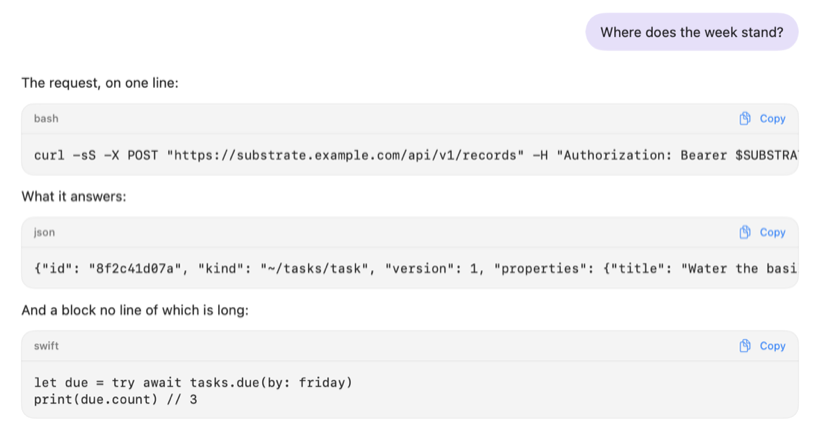 Where does the week stand?
The request, on one line:
bash
Copy
curl -sS -X POST "https://substrate.example.com/api/v1/records" -H "Authorization: Bearer $SUBSTRA
What it answers:
json
Copy
{"id": "8f2c41d07a", "kind": "~/tasks/task", "version": 1, "properties": {"title": "Water the basi
And a block no line of which is long:
swift
Copy
let due = try await tasks.due(by: friday)
print(due.count) // 3